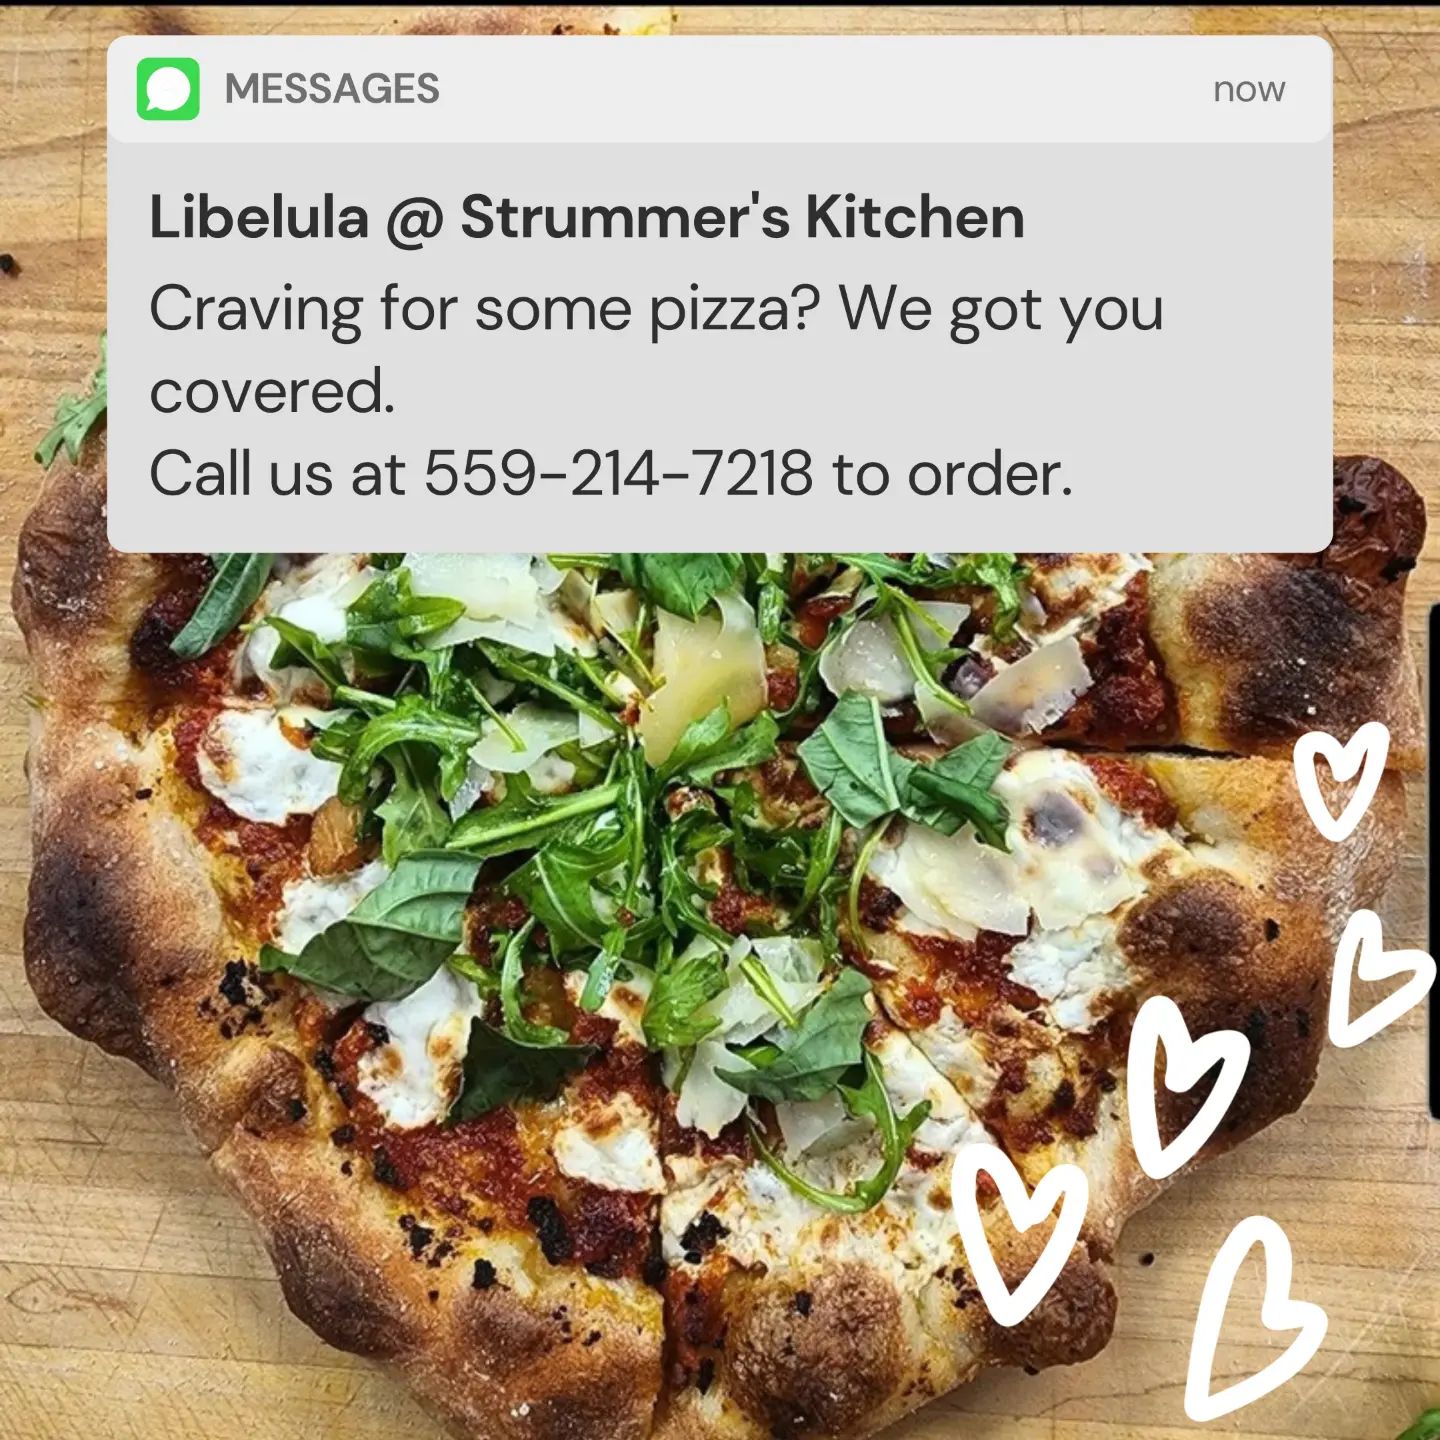 MESSAGES
now
Libelula @ Strummer's Kitchen
Craving for some pizza? We got you
covered.
Call us at 559-214-7218 to order.